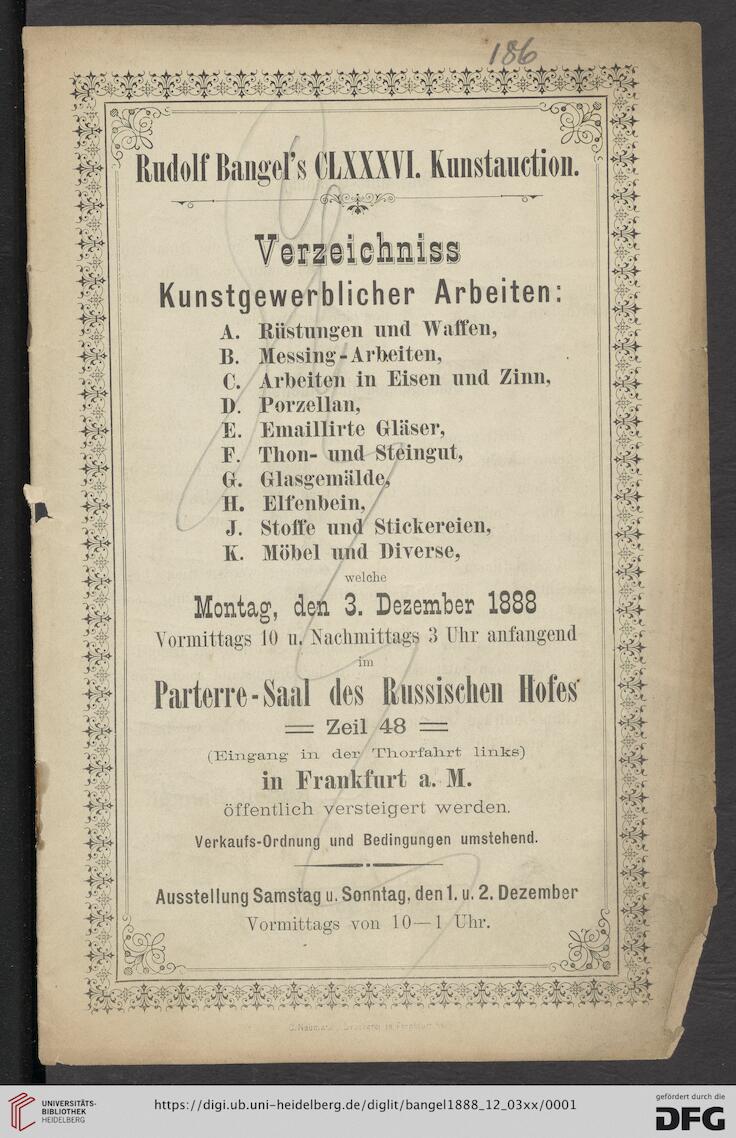 186
Rudolf Bangel's CLXXXVI. Kunstauction.
Verzeichniss
Kunstgewerblicher Arbeiten:
A. Rüstungen und Waffen,
B. Messing-Arbeiten,
C. Arbeiten in Eisen und Zinn,
D. Porzellan,
E. Emaillirte Gläser,
F. Thon- und Steingut,
G. Glasgemälde,
H. Elfenbein,
J. Stoffe und Stickereien,
K. Möbel und Diverse,
welche
Montag, den 3. Dezember 1888
Vormittags 10 u. Nachmittags 3 Uhr anfangend
im
Parterre-Saal des Russischen Hofes
Zeil 48
(Eingang in der Thorfahrt links)
in Frankfurt a. M.
öffentlich versteigert werden.
Verkaufs-Ordnung und Bedingungen umstehend.
Ausstellung Samstag u. Sonntag, den 1. u. 2. Dezember
Vormittags von 10—1 Uhr.
Druckerei in Frankfurt
UNIVERSITÄTS-
BIBLIOTHEK
HEIDELBERG
https://digi.ub.uni-heidelberg.de/diglit/bangel1888_12_03xx/0001
gefördert durch die
DFG